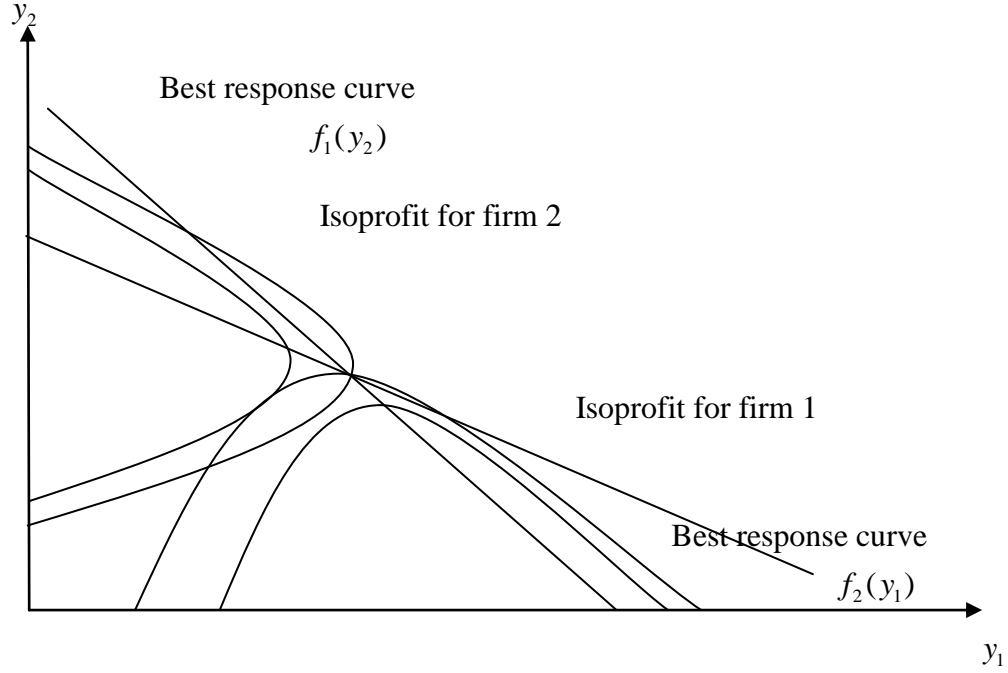 y₂
Best response curve
f₁(y₂)
Isoprofit for firm 2
Isoprofit for firm 1
Best response curve
f₂(y₁)
y₁